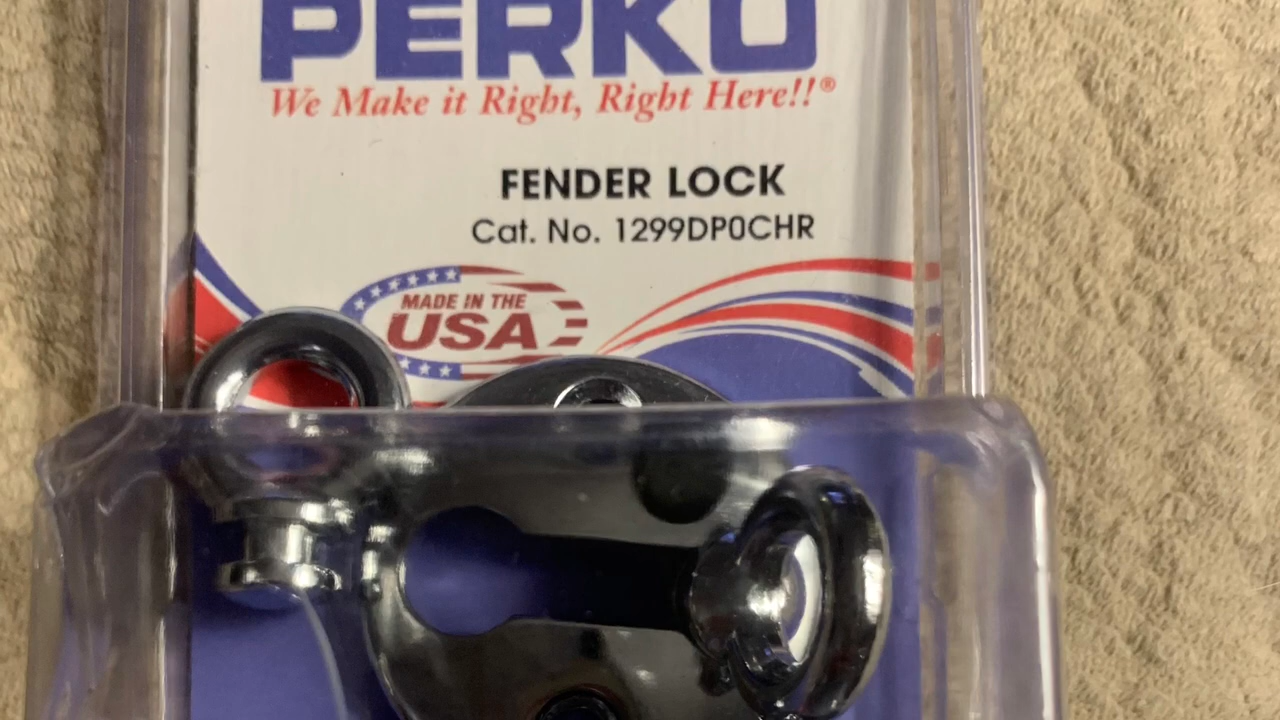 PERKO
We Make it Right, Right Here!!®
FENDER LOCK
Cat. No. 1299DP0CHR
MADE IN THE
USA